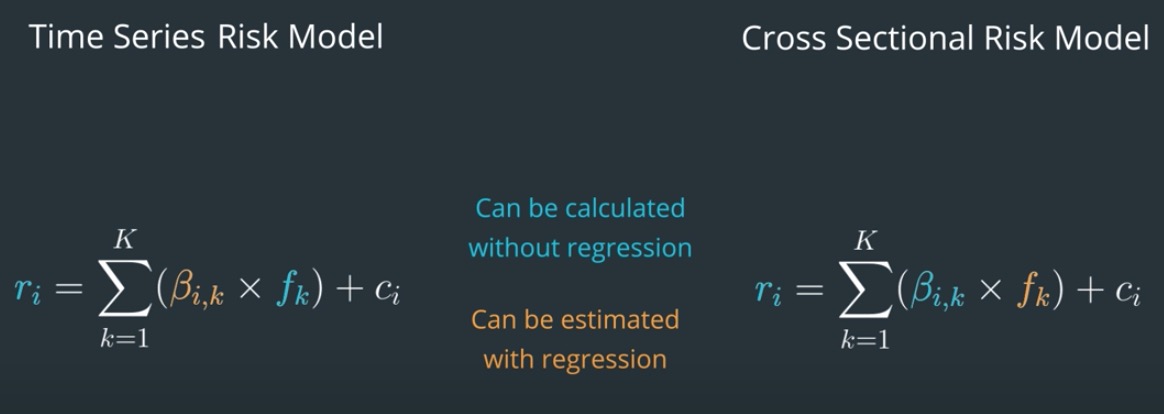 Time Series Risk Model
Cross Sectional Risk Model
Can be calculated
without regression
Can be estimated
with regression
r_i = \sum_{k=1}^{K} (\beta_{i,k} \times f_k) + c_i
r_i = \sum_{k=1}^{K} (\beta_{i,k} \times f_k) + c_i